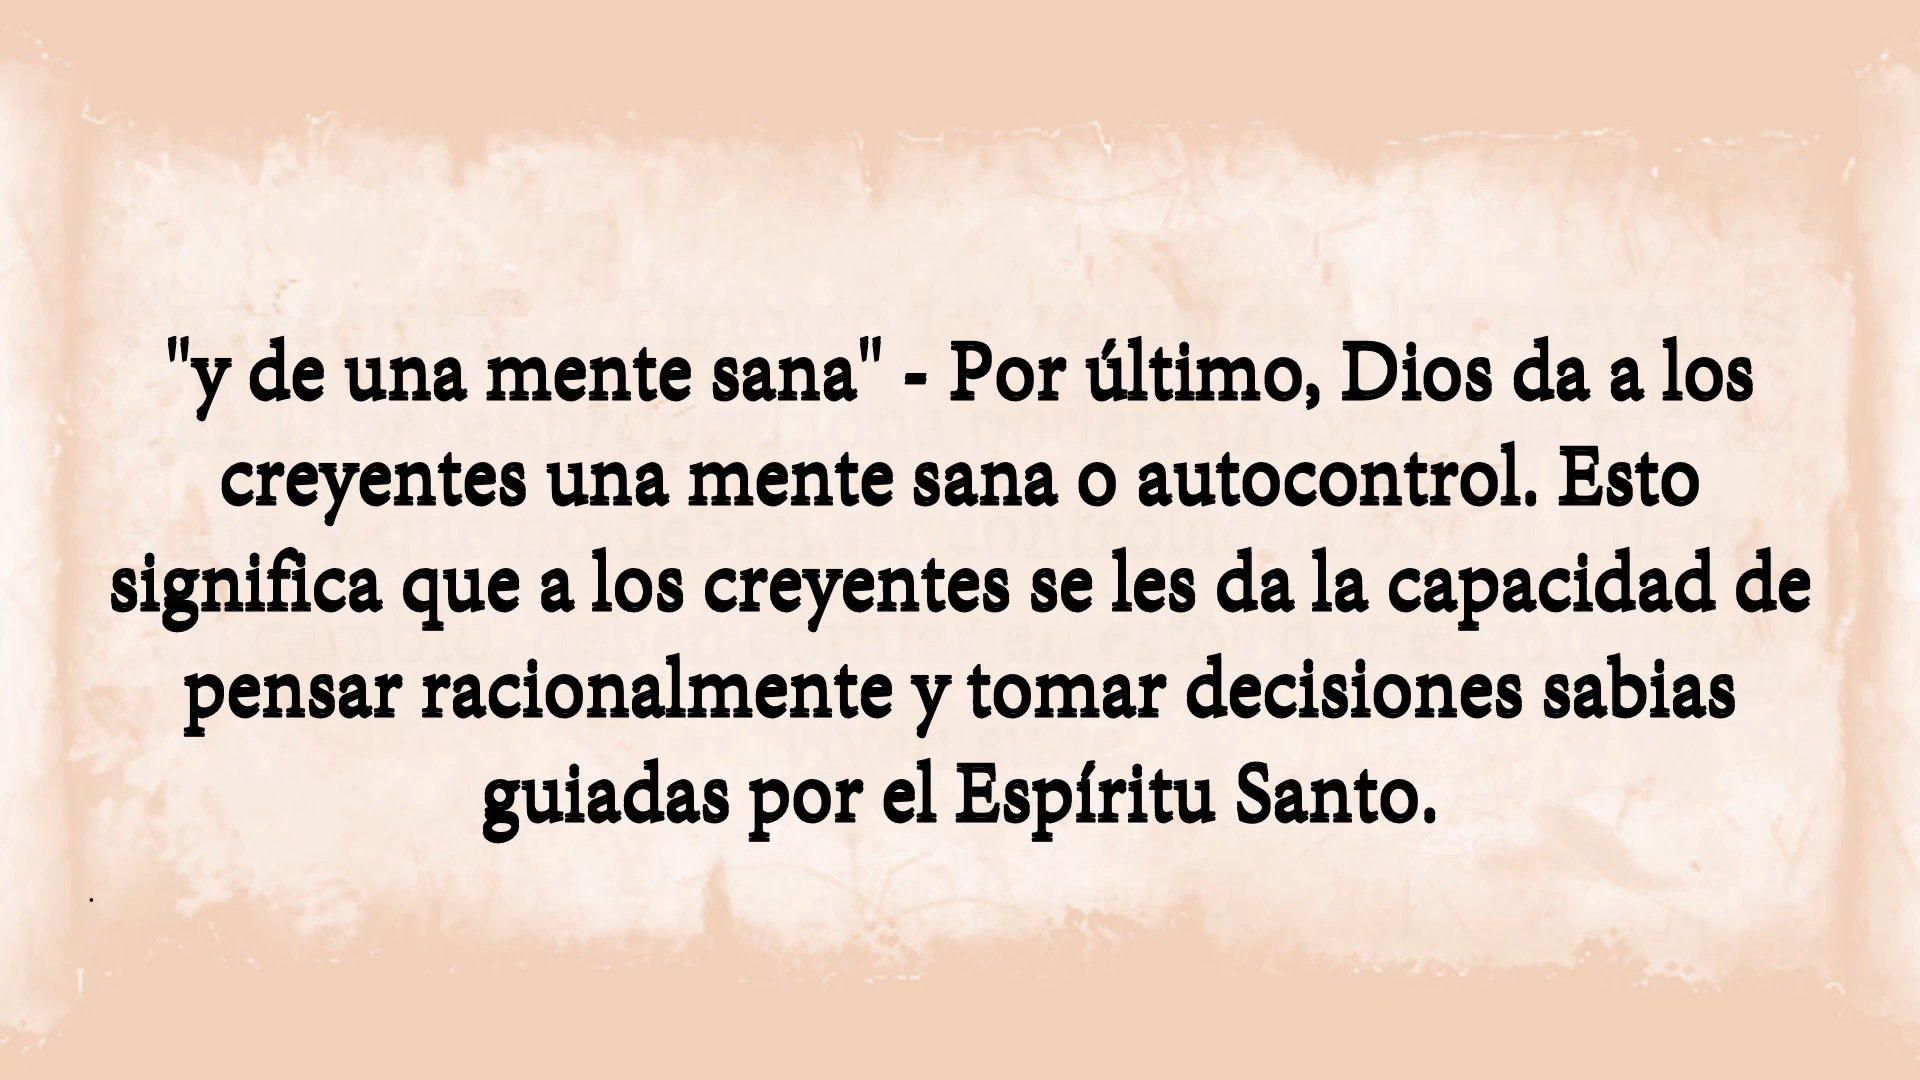 "y de una mente sana" - Por último, Dios da a los
creyentes una mente sana o autocontrol. Esto
significa que a los creyentes se les da la capacidad de
pensar racionalmente y tomar decisiones sabias
guiadas por el Espíritu Santo.
.